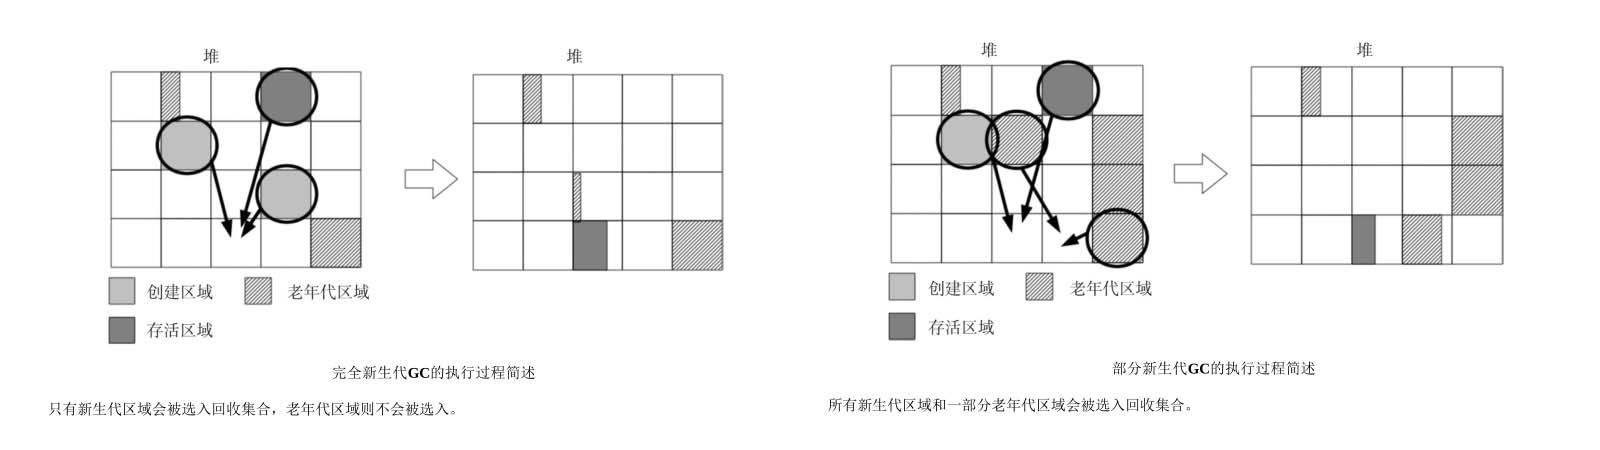 堆
堆
创建区域
老年代区域
存活区域
完全新生代GC的执行过程简述
只有新生代区域会被选入回收集合，老年代区域则不会被选入。
堆
堆
创建区域
老年代区域
存活区域
部分新生代GC的执行过程简述
所有新生代区域和一部分老年代区域会被选入回收集合。